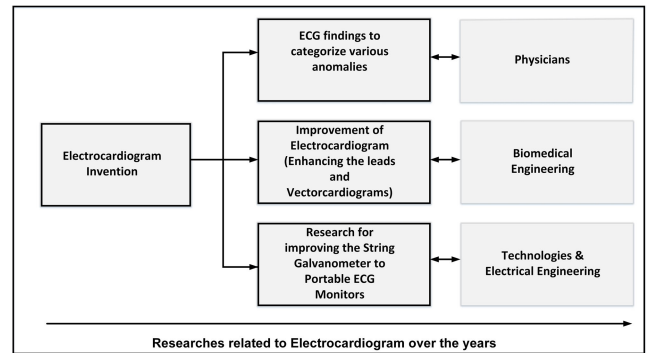 ECG findings to
categorize various
anomalies
Physicians
Electrocardiogram
Invention
Improvement of
Electrocardiogram
(Enhancing the leads
and
Vectorcardiograms)
Biomedical
Engineering
Research for
improving the String
Galvanometer to
Portable ECG
Monitors
Technologies &
Electrical Engineering
Researches related to Electrocardiogram over the years